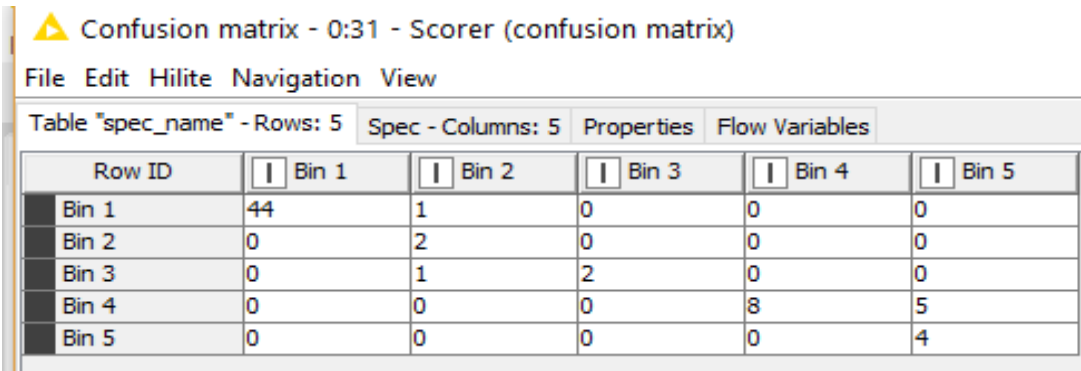 Confusion matrix - 0:31 - Scorer (confusion matrix)
File Edit Hilite Navigation View
Table "spec_name" - Rows: 5 Spec - Columns: 5 Properties Flow Variables
Row ID I Bin 1 I Bin 2 I Bin 3 I Bin 4 I Bin 5
Bin 1 44 1 0 0 0
Bin 2 0 2 0 0 0
Bin 3 0 1 2 0 0
Bin 4 0 0 0 8 5
Bin 5 0 0 0 0 4